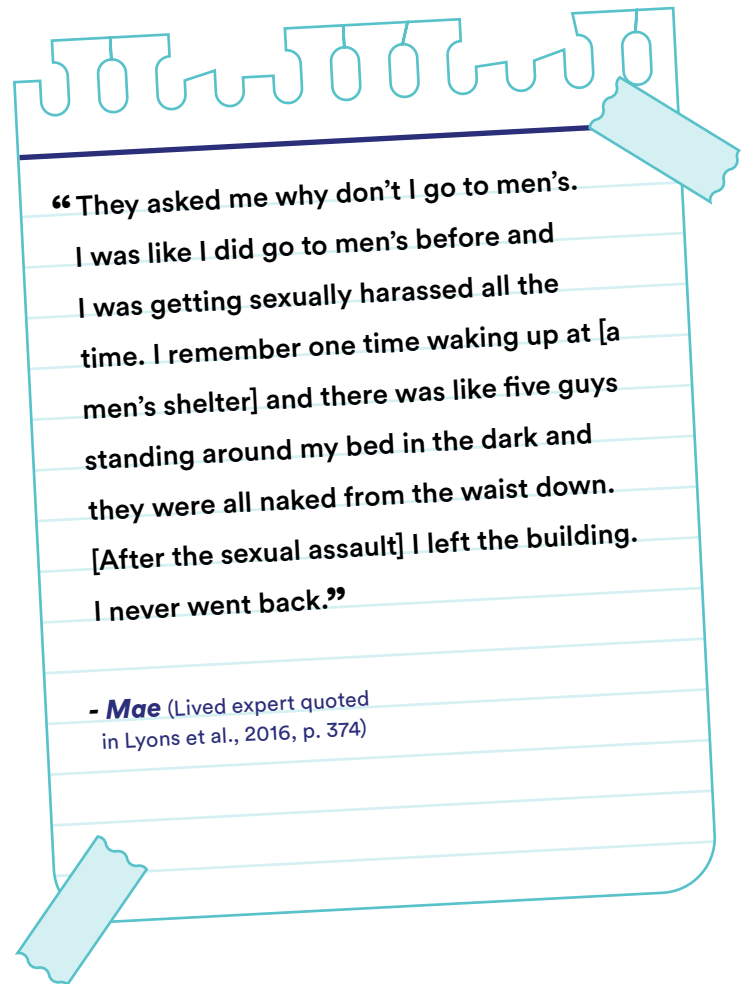 “They asked me why don’t I go to men’s.
I was like I did go to men’s before and
I was getting sexually harassed all the
time. I remember one time waking up at [a
men’s shelter] and there was like five guys
standing around my bed in the dark and
they were all naked from the waist down.
[After the sexual assault] I left the building.
I never went back.”
- Mae (Lived expert quoted
in Lyons et al., 2016, p. 374)